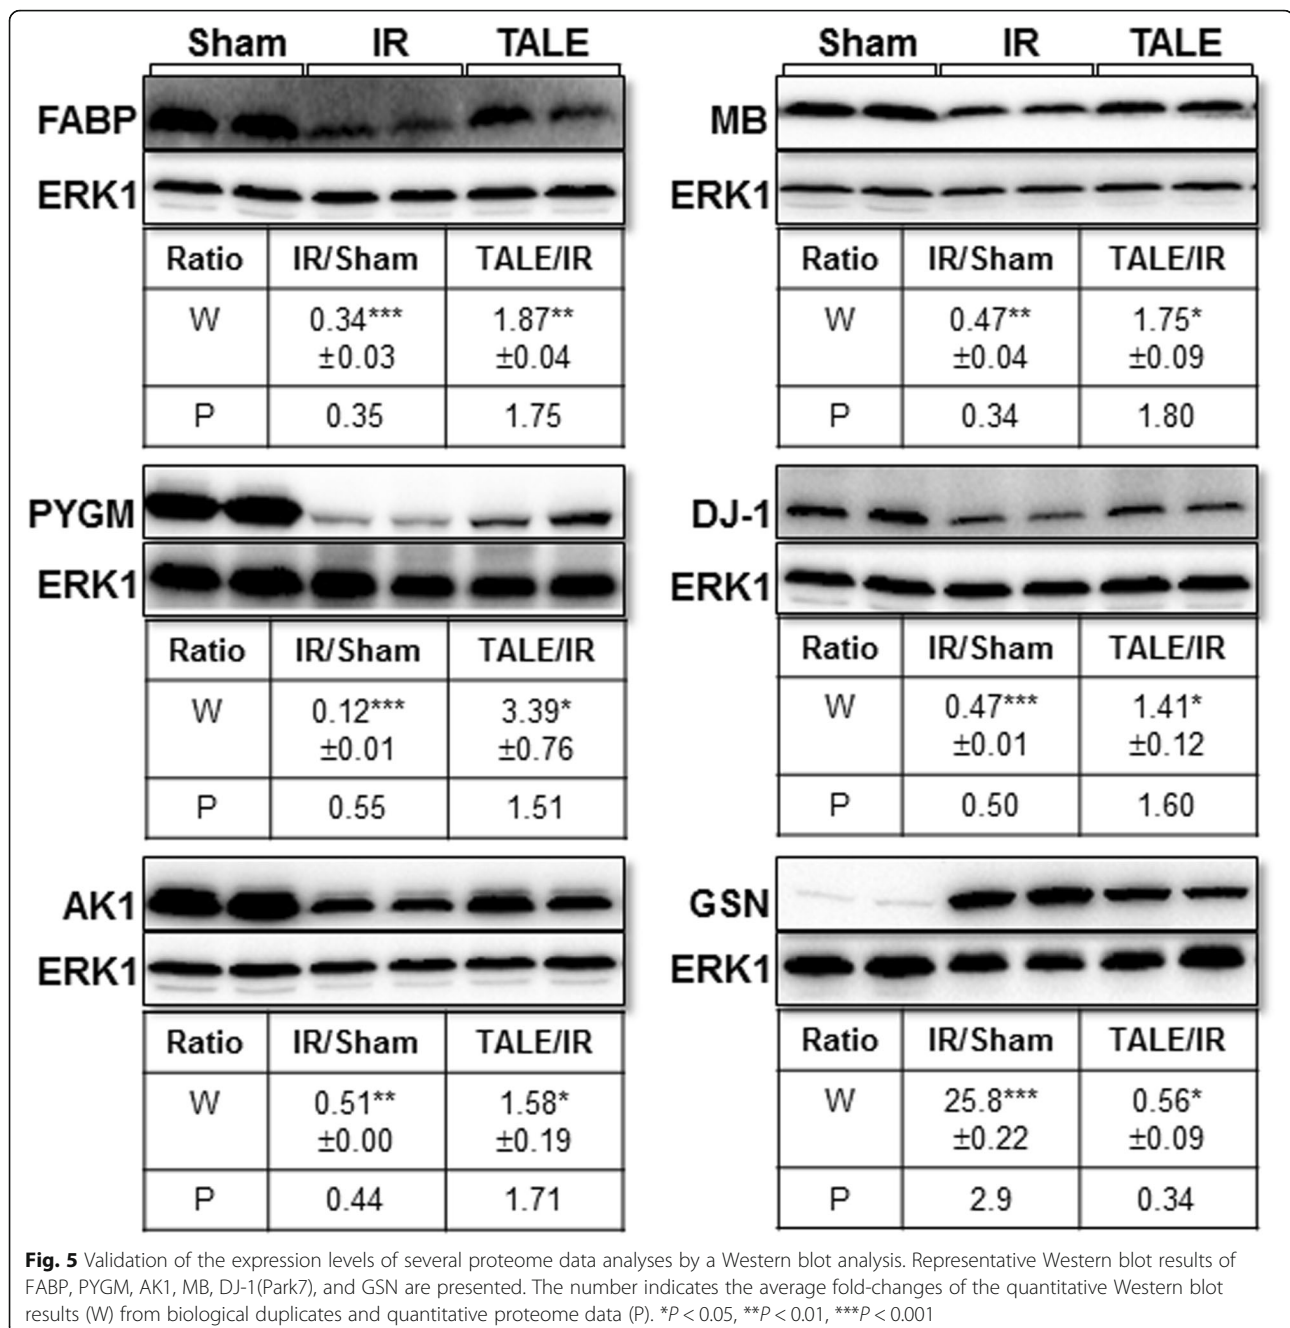 Sham IR TALE
FABP
ERK1
Ratio IR/Sham TALE/IR
W 0.34*** 1.87**
±0.03 ±0.04
P 0.35 1.75
PYGM
ERK1
Ratio IR/Sham TALE/IR
W 0.12*** 3.39*
±0.01 ±0.76
P 0.55 1.51
AK1
ERK1
Ratio IR/Sham TALE/IR
W 0.51** 1.58*
±0.00 ±0.19
P 0.44 1.71
Sham IR TALE
MB
ERK1
Ratio IR/Sham TALE/IR
W 0.47** 1.75*
±0.04 ±0.09
P 0.34 1.80
DJ-1
ERK1
Ratio IR/Sham TALE/IR
W 0.47*** 1.41*
±0.01 ±0.12
P 0.50 1.60
GSN
ERK1
Ratio IR/Sham TALE/IR
W 25.8*** 0.56*
±0.22 ±0.09
P 2.9 0.34
Fig. 5 Validation of the expression levels of several proteome data analyses by a Western blot analysis. Representative Western blot results of
FABP, PYGM, AK1, MB, DJ-1(Park7), and GSN are presented. The number indicates the average fold-changes of the quantitative Western blot
results (W) from biological duplicates and quantitative proteome data (P). *P < 0.05, **P < 0.01, ***P < 0.001